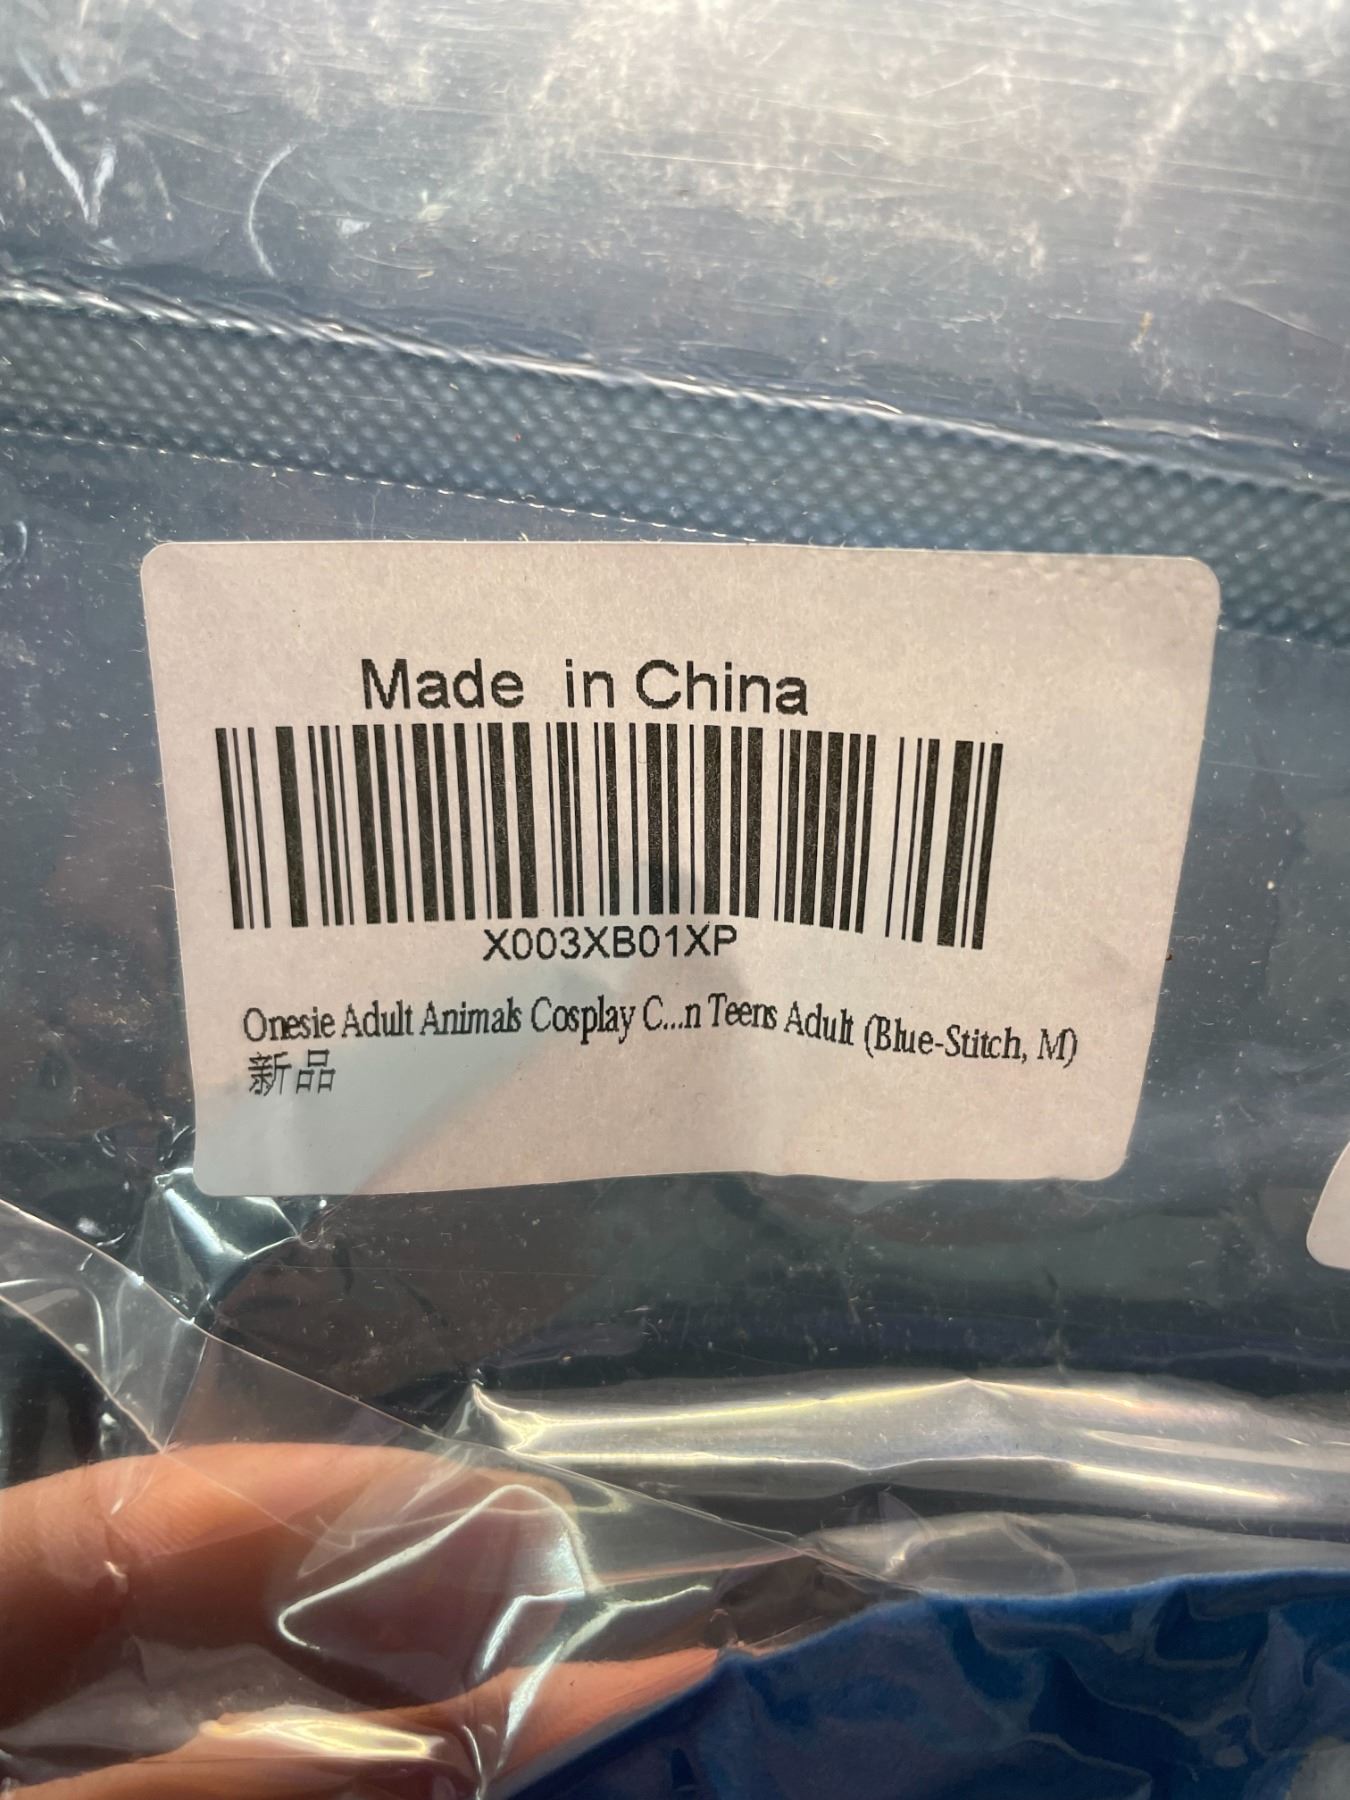 Made in China
X003XB01XP
Onesie Adult Animals Cosplay C...n Teens Adult (Blue-Stitch, M)
新品